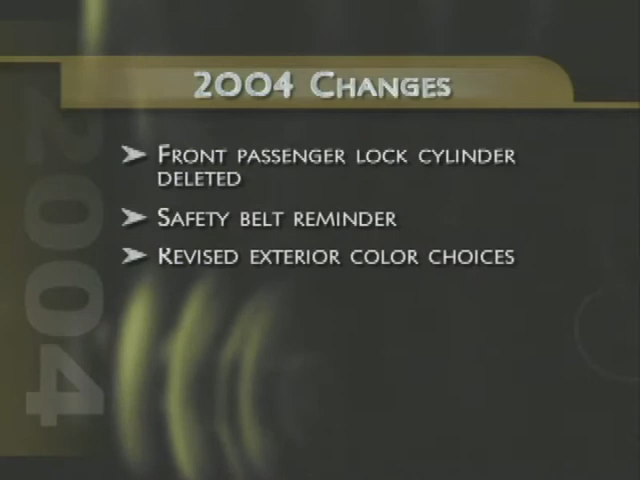 2004 CHANGES
FRONT PASSENGER LOCK CYLINDER
DELETED
SAFETY BELT REMINDER
REVISED EXTERIOR COLOR CHOICES
2004